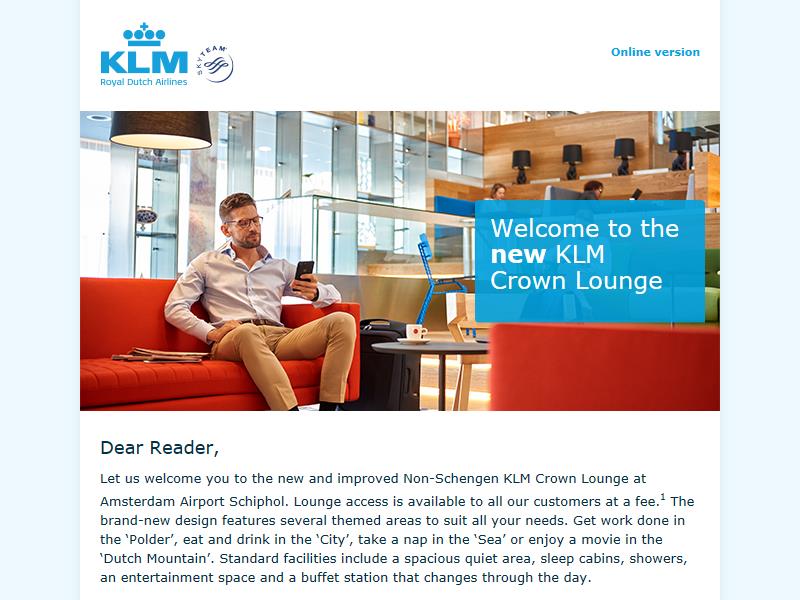 KLM
Royal Dutch Airlines
SKYTEAM
Online version
Welcome to the
new KLM
Crown Lounge
Dear Reader,
Let us welcome you to the new and improved Non-Schengen KLM Crown Lounge at
Amsterdam Airport Schiphol. Lounge access is available to all our customers at a fee.¹ The
brand-new design features several themed areas to suit all your needs. Get work done in
the ‘Polder’, eat and drink in the ‘City’, take a nap in the ‘Sea’ or enjoy a movie in the
‘Dutch Mountain’. Standard facilities include a spacious quiet area, sleep cabins, showers,
an entertainment space and a buffet station that changes through the day.